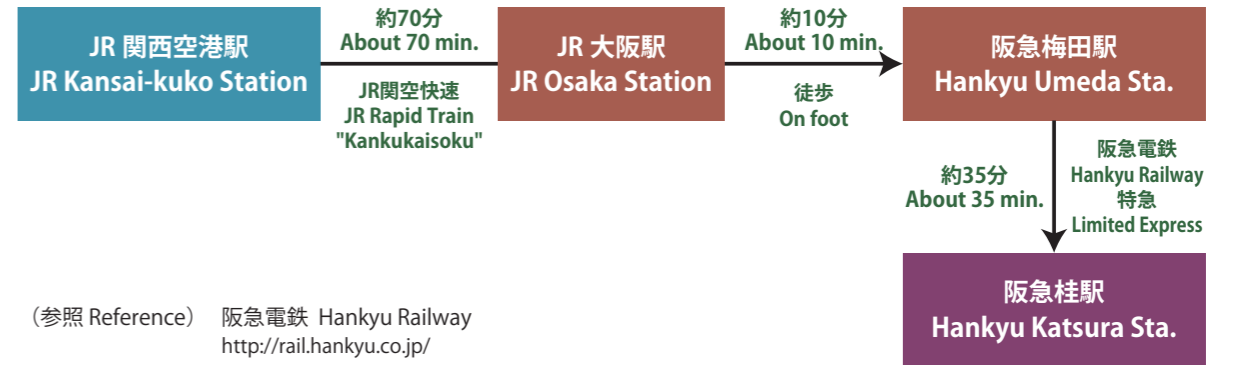 JR 関西空港駅
JR Kansai-kuko Station
約70分
About 70 min.
JR関空快速
JR Rapid Train
"Kankukaisoku"
JR 大阪駅
JR Osaka Station
約10分
About 10 min.
徒歩
On foot
阪急梅田駅
Hankyu Umeda Sta.
約35分
About 35 min.
阪急電鉄
Hankyu Railway
特急
Limited Express
阪急桂駅
Hankyu Katsura Sta.
（参照 Reference） 阪急電鉄 Hankyu Railway
http://rail.hankyu.co.jp/